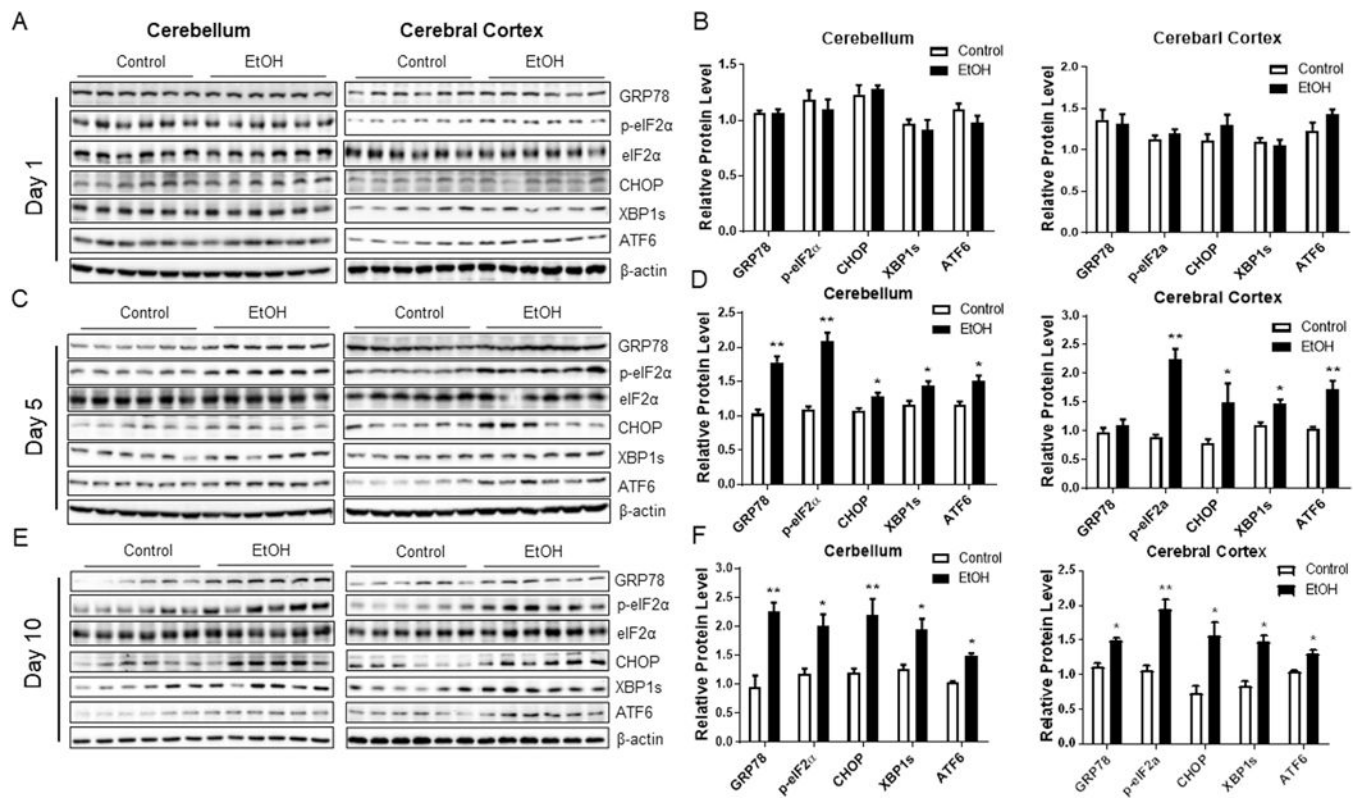 A
Cerebellum
Cerebral Cortex
Control
EtOH
Control
EtOH
Day 1
GRP78
p-eIF2α
eIF2α
CHOP
XBP1s
ATF6
β-actin
B
Cerebellum
Control
EtOH
Relative Protein Level
1.5
1.0
0.5
0.0
GRP78
p-eIF2α
CHOP
XBP1s
ATF6
Cerebarl Cortex
Control
EtOH
Relative Protein Level
2.0
1.5
1.0
0.5
0.0
GRP78
p-eIF2a
CHOP
XBP1s
ATF6
C
Control
EtOH
Control
EtOH
Day 5
GRP78
p-eIF2α
eIF2α
CHOP
XBP1s
ATF6
β-actin
D
Cerebellum
Control
EtOH
Relative Protein Level
2.5
2.0
1.5
1.0
0.5
0.0
**
**
*
*
*
GRP78
p-eIF2α
CHOP
XBP1s
ATF6
Cerebral Cortex
Control
EtOH
Relative Protein Level
3.0
2.5
2.0
1.5
1.0
0.5
0.0
**
*
*
**
GRP78
p-eIF2a
CHOP
XBP1s
ATF6
E
Control
EtOH
Control
EtOH
Day 10
GRP78
p-eIF2α
eIF2α
CHOP
XBP1s
ATF6
β-actin
F
Cerbellum
Control
EtOH
Relative Protein Level
3.0
2.5
2.0
1.5
1.0
0.5
0.0
**
*
**
*
*
GRP78
p-eIF2α
CHOP
XBP1s
ATF6
Cerebral Cortex
Control
EtOH
Relative Protein Level
2.5
2.0
1.5
1.0
0.5
0.0
*
**
*
*
*
GRP78
p-eIF2a
CHOP
XBP1s
ATF6